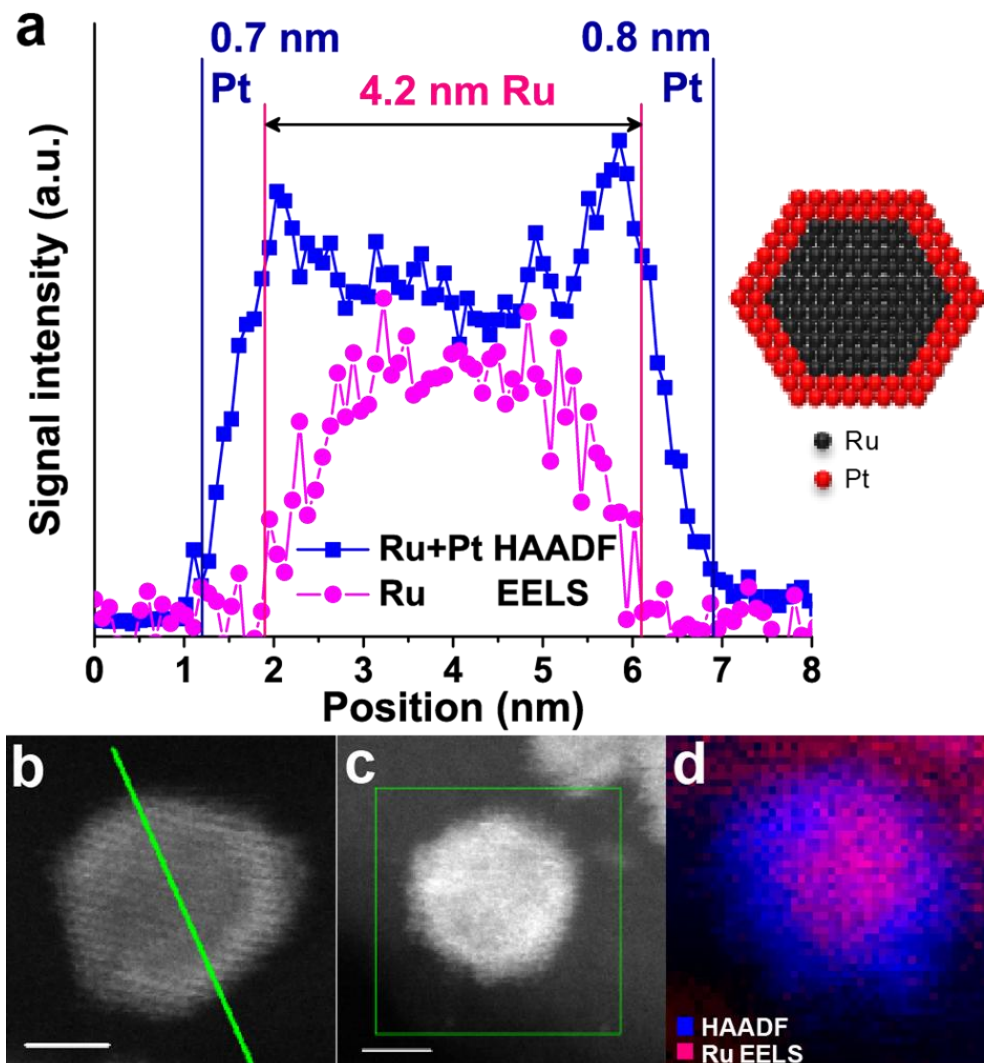 a
0.7 nm
0.8 nm
Pt
4.2 nm Ru
Pt
Signal intensity (a.u.)
Ru+Pt HAADF
Ru EELS
0 1 2 3 4 5 6 7 8
Position (nm)
Ru
Pt
b
c
d
HAADF
Ru EELS